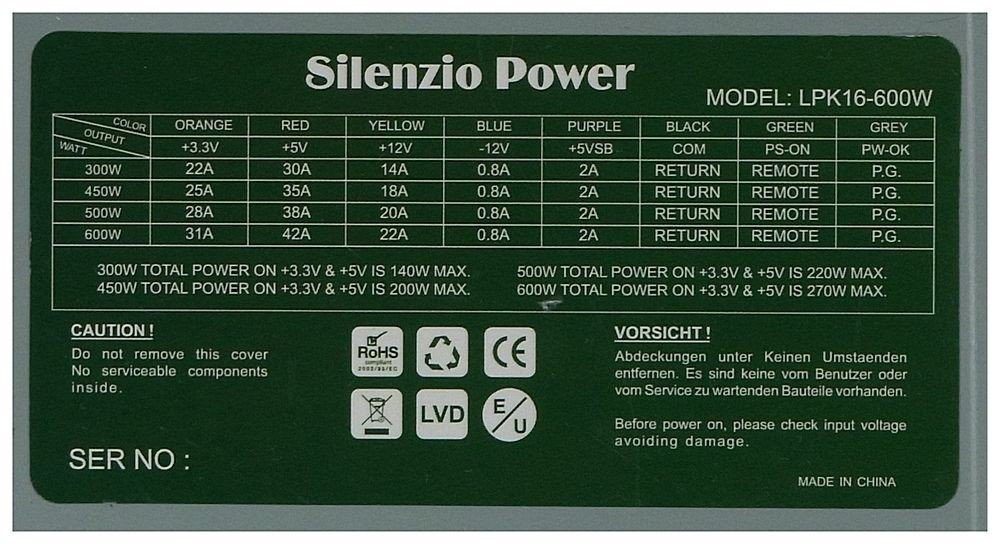 Silenzio Power
MODEL: LPK16-600W
COLOR ORANGE RED YELLOW BLUE PURPLE BLACK GREEN GREY
OUTPUT
WATT +3.3V +5V +12V -12V +5VSB COM PS-ON PW-OK
300W 22A 30A 14A 0.8A 2A RETURN REMOTE P.G.
450W 25A 35A 18A 0.8A 2A RETURN REMOTE P.G.
500W 28A 38A 20A 0.8A 2A RETURN REMOTE P.G.
600W 31A 42A 22A 0.8A 2A RETURN REMOTE P.G.
300W TOTAL POWER ON +3.3V & +5V IS 140W MAX. 500W TOTAL POWER ON +3.3V & +5V IS 220W MAX.
450W TOTAL POWER ON +3.3V & +5V IS 200W MAX. 600W TOTAL POWER ON +3.3V & +5V IS 270W MAX.
CAUTION !
Do not remove this cover
No serviceable components
inside.
RoHS
compliant
2002/95/EC
CE
LVD
E/U
VORSICHT !
Abdeckungen unter Keinen Umstaenden
entfernen. Es sind keine vom Benutzer oder
vom Service zu wartenden Bauteile vorhanden.
Before power on, please check input voltage
avoiding damage.
SER NO :
MADE IN CHINA